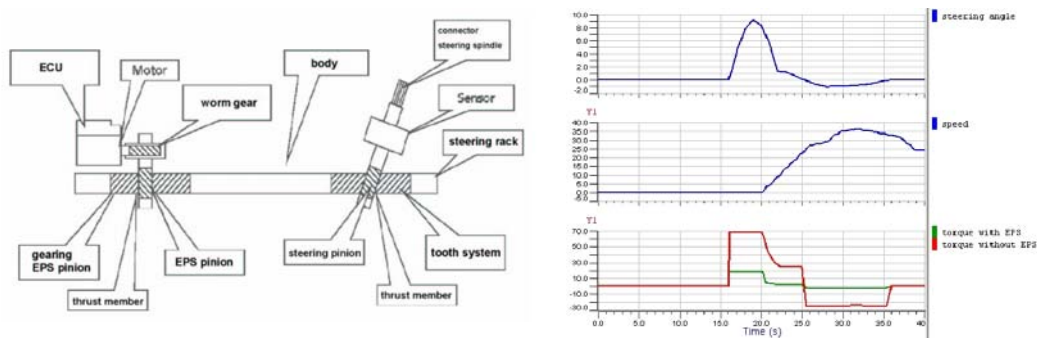 connector
steering spindle
ECU
Motor
body
worm gear
Sensor
steering rack
gearing
EPS pinion
EPS pinion
steering pinion
tooth system
thrust member
thrust member
10.0
8.0
6.0
4.0
2.0
0.0
-2.0
steering angle
Y1
40.0
35.0
30.0
25.0
20.0
15.0
10.0
5.0
0.0
-5.0
speed
Y1
70.0
50.0
30.0
10.0
-10.0
-30.0
torque with EPS
torque without EPS
0.0 5.0 10.0 15.0 20.0 25.0 30.0 35.0 40
Time (s)